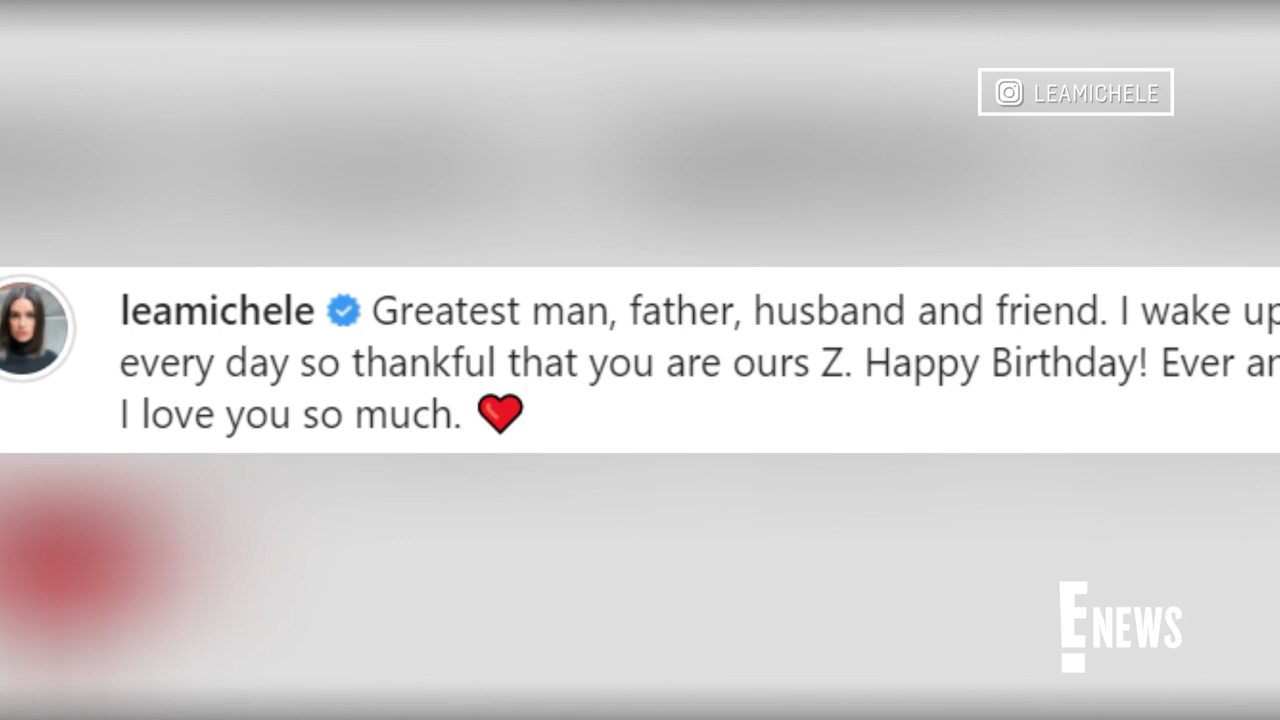 LEAMICHELE
leamichele Greatest man, father, husband and friend. I wake up
every day so thankful that you are ours Z. Happy Birthday! Ever
I love you so much.
E! NEWS